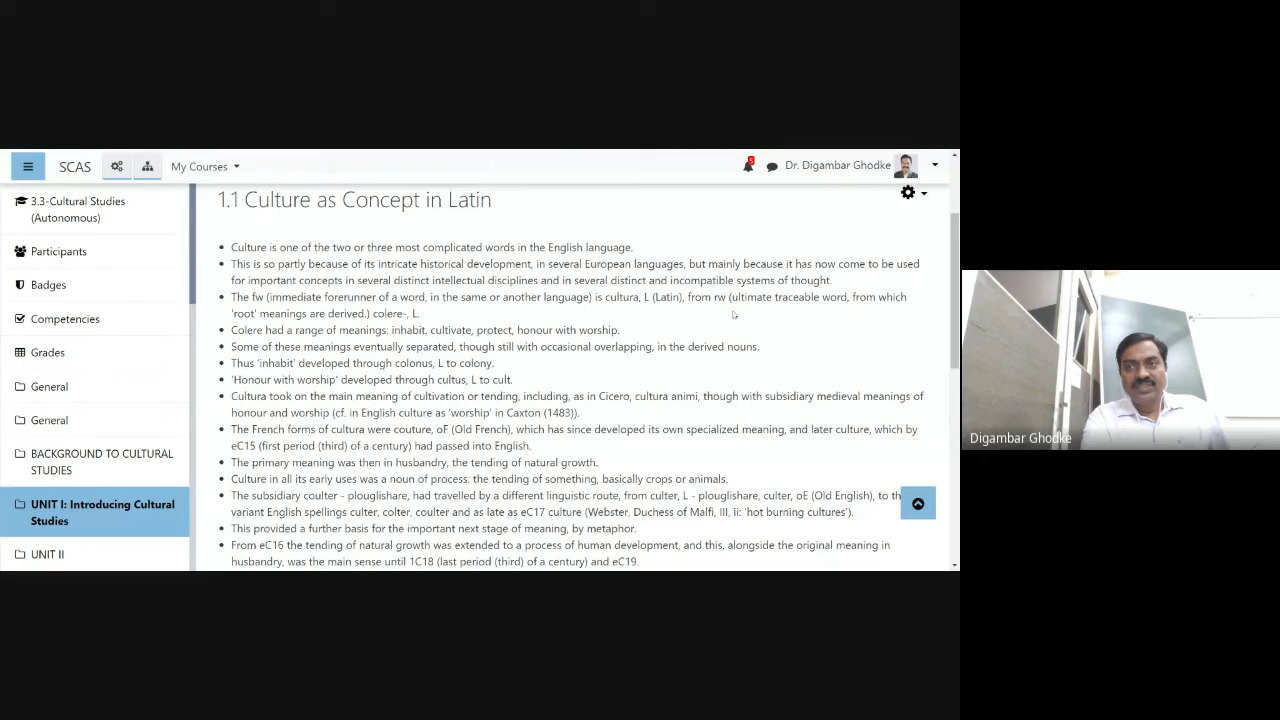 SCAS
My Courses
5
Dr. Digambar Ghodke
3.3-Cultural Studies
(Autonomous)
Participants
Badges
Competencies
Grades
General
General
BACKGROUND TO CULTURAL
STUDIES
UNIT I: Introducing Cultural
Studies
UNIT II
1.1 Culture as Concept in Latin
Culture is one of the two or three most complicated words in the English language.
This is so partly because of its intricate historical development, in several European languages, but mainly because it has now come to be used
for important concepts in several distinct intellectual disciplines and in several distinct and incompatible systems of thought.
The fw (immediate forerunner of a word, in the same or another language) is cultura, L (Latin), from rw (ultimate traceable word, from which
'root' meanings are derived.) colere-, L.
Colere had a range of meanings: inhabit, cultivate, protect, honour with worship.
Some of these meanings eventually separated, though still with occasional overlapping, in the derived nouns.
Thus 'inhabit' developed through colonus, L to colony.
'Honour with worship' developed through cultus, L to cult.
Cultura took on the main meaning of cultivation or tending, including, as in Cicero, cultura animi, though with subsidiary medieval meanings of
honour and worship (cf. in English culture as 'worship' in Caxton (1483)).
The French forms of cultura were couture, oF (Old French), which has since developed its own specialized meaning, and later culture, which by
eC15 (first period (third) of a century) had passed into English.
The primary meaning was then in husbandry, the tending of natural growth.
Culture in all its early uses was a noun of process: the tending of something, basically crops or animals.
The subsidiary coulter - plouglishare, had travelled by a different linguistic route, from culter, L - plouglishare, culter, oE (Old English), to th
variant English spellings culter, colter, coulter and as late as eC17 culture (Webster, Duchess of Malfi, III, ii: 'hot burning cultures').
This provided a further basis for the important next stage of meaning, by metaphor.
From eC16 the tending of natural growth was extended to a process of human development, and this, alongside the original meaning in
husbandry, was the main sense until 1C18 (last period (third) of a century) and eC19.
Digambar Ghodke